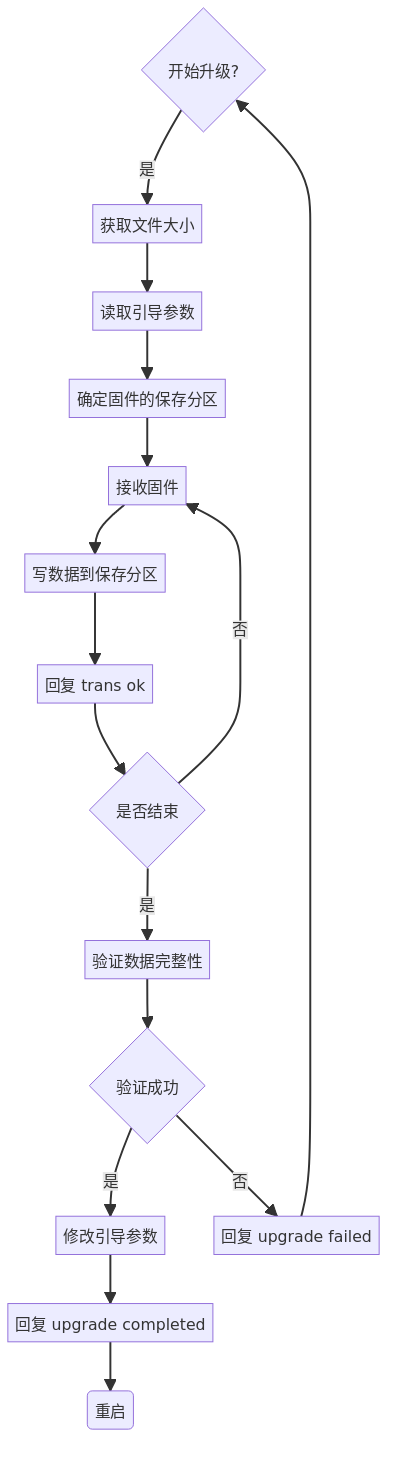 开始升级?
是
获取文件大小
读取引导参数
确定固件的保存分区
接收固件
写数据到保存分区
否
回复 trans ok
是否结束
是
验证数据完整性
验证成功
是
否
修改引导参数
回复 upgrade failed
回复 upgrade completed
重启